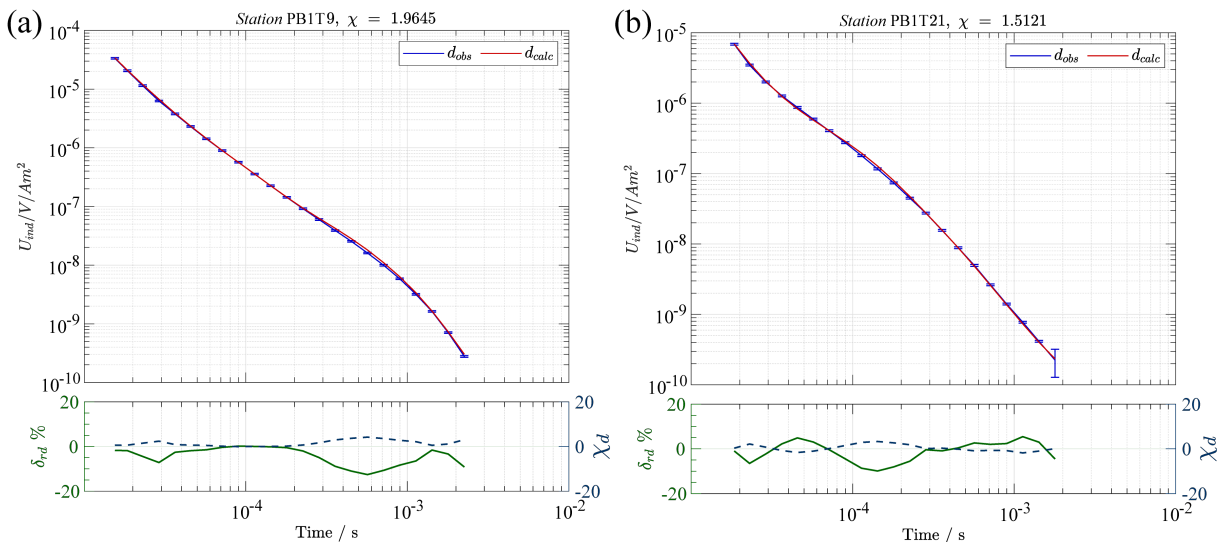 (a)
Station PB1T9, χ = 1.9645
d_obs d_calc
10^-4
10^-5
10^-6
10^-7
10^-8
10^-9
10^-10
U_ind/V/Am^2
20
0
-20
δ_rd %
20
0
-20
χ_d
10^-4 10^-3 10^-2
Time / s
(b)
Station PB1T21, χ = 1.5121
d_obs d_calc
10^-5
10^-6
10^-7
10^-8
10^-9
10^-10
U_ind/V/Am^2
20
0
-20
δ_rd %
20
0
-20
χ_d
10^-4 10^-3 10^-2
Time / s